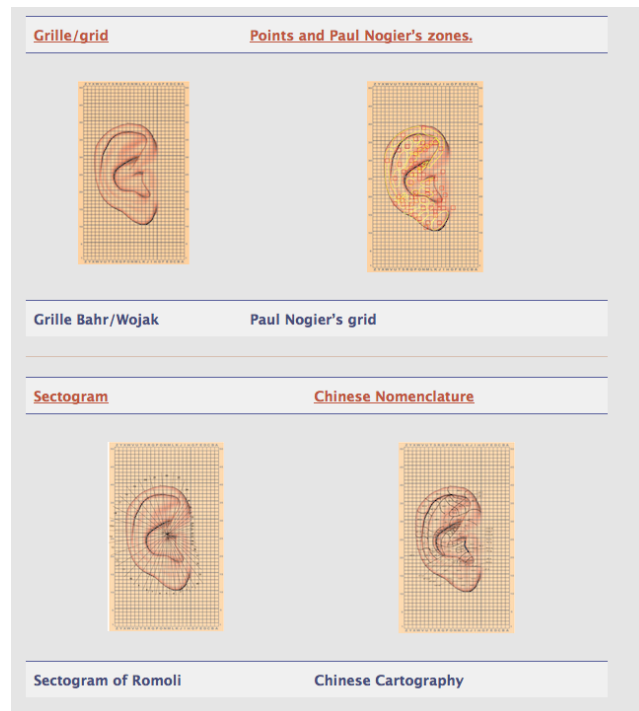 Grille/grid
Points and Paul Nogier's zones.
Grille Bahr/Wojak
Paul Nogier's grid
Sectogram
Chinese Nomenclature
Sectogram of Romoli
Chinese Cartography